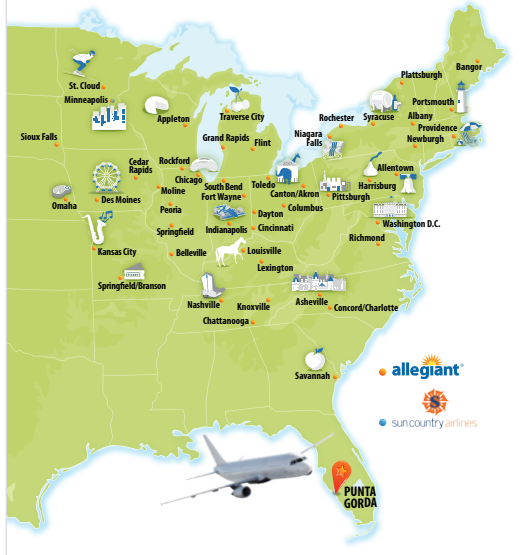 Bangor
Plattsburgh
St. Cloud
Minneapolis
Portsmouth
Appleton
Traverse City
Rochester
Syracuse
Albany
Providence
Sioux Falls
Grand Rapids
Flint
Niagara
Falls
Newburgh
Cedar
Rapids
Rockford
Chicago
Allentown
Moline
South Bend
Toledo
Canton/Akron
Harrisburg
Fort Wayne
Pittsburgh
Omaha
Des Moines
Peoria
Columbus
Dayton
Washington D.C.
Springfield
Indianapolis
Cincinnati
Richmond
Kansas City
Belleville
Louisville
Lexington
Springfield/Branson
Nashville
Knoxville
Asheville
Concord/Charlotte
Chattanooga
Savannah
allegiant®
S
sun country airlines
PUNTA
GORDA